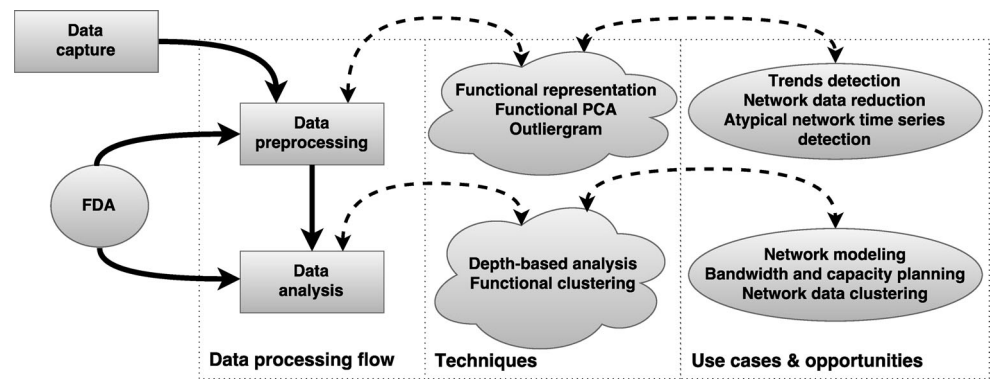 Data
capture
Data
preprocessing
FDA
Data
analysis
Data processing flow
Functional representation
Functional PCA
Outliergram
Depth-based analysis
Functional clustering
Techniques
Trends detection
Network data reduction
Atypical network time series
detection
Network modeling
Bandwidth and capacity planning
Network data clustering
Use cases & opportunities